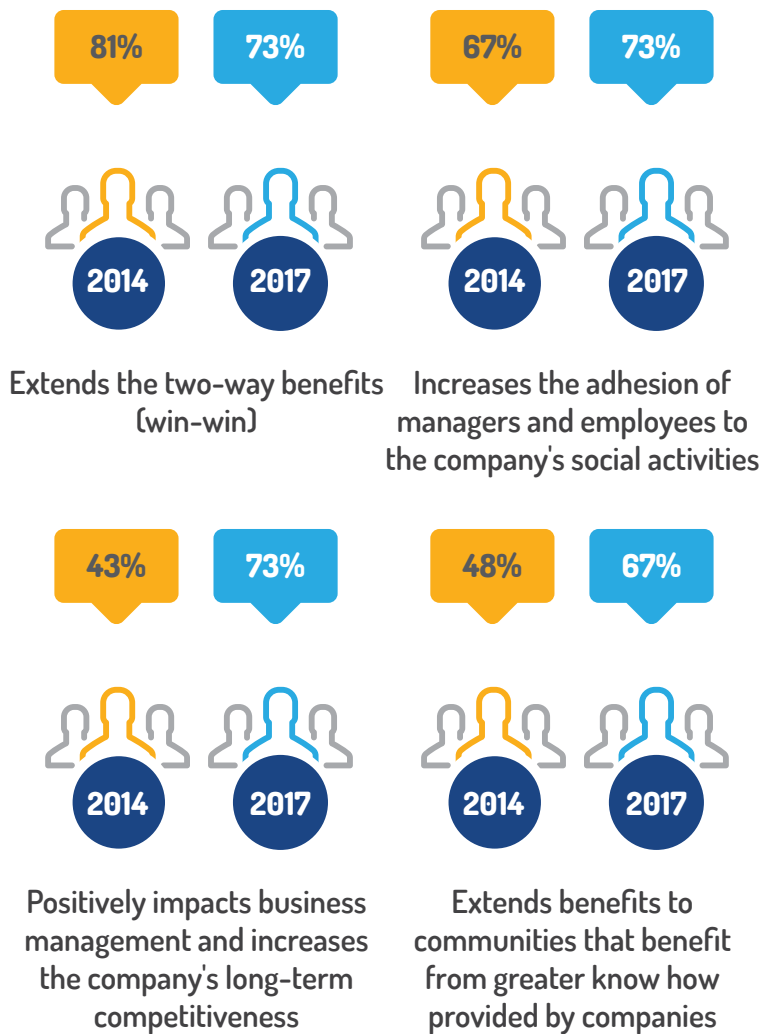 81%
73%
2014
2017
Extends the two-way benefits
(win-win)
67%
73%
2014
2017
Increases the adhesion of
managers and employees to
the company's social activities
43%
73%
2014
2017
Positively impacts business
management and increases
the company's long-term
competitiveness
48%
67%
2014
2017
Extends benefits to
communities that benefit
from greater know how
provided by companies